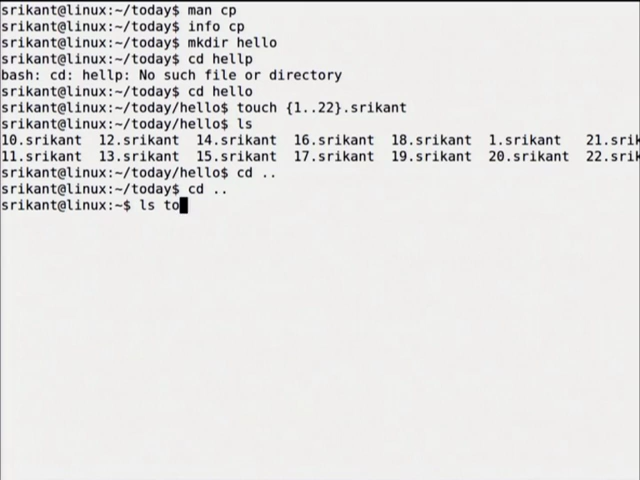 srikant@linux:~/today$ man cp
srikant@linux:~/today$ info cp
srikant@linux:~/today$ mkdir hello
srikant@linux:~/today$ cd hellp
bash: cd: hellp: No such file or directory
srikant@linux:~/today$ cd hello
srikant@linux:~/today/hello$ touch {1..22}.srikant
srikant@linux:~/today/hello$ ls
10.srikant  12.srikant  14.srikant  16.srikant  18.srikant  1.srikant  21.srik
11.srikant  13.srikant  15.srikant  17.srikant  19.srikant  20.srikant  22.srik
srikant@linux:~/today/hello$ cd ..
srikant@linux:~/today$ cd ..
srikant@linux:~$ ls to